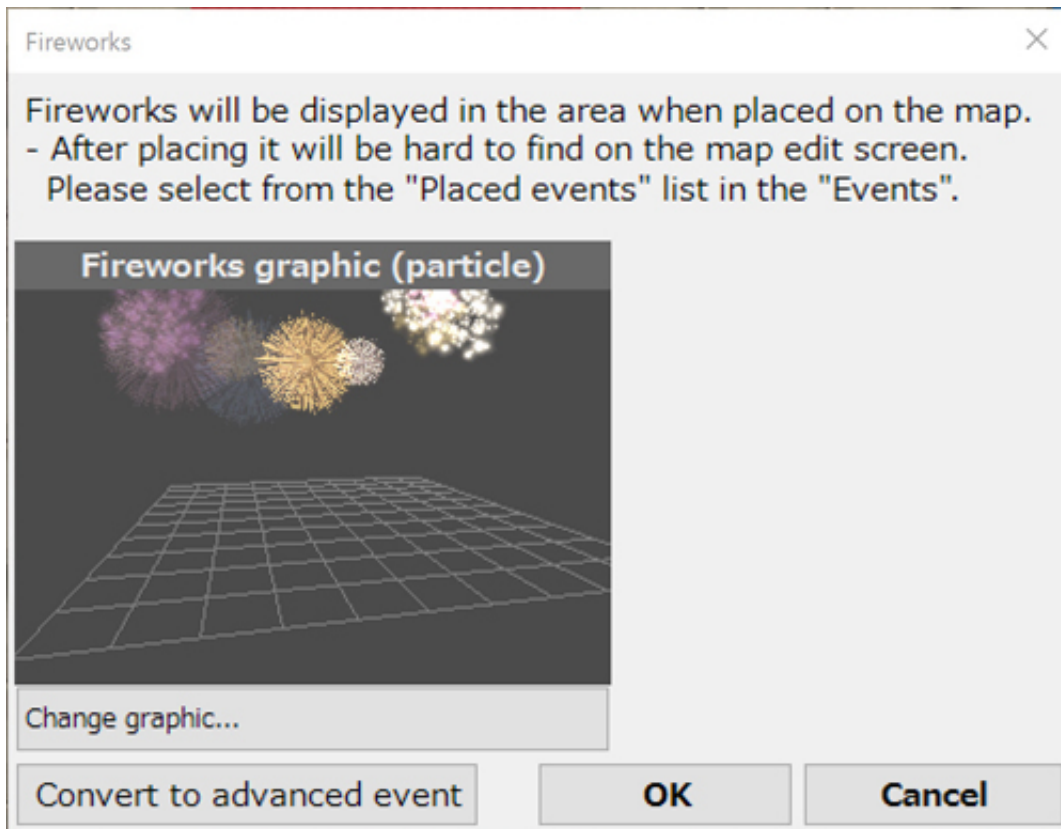 Fireworks
Fireworks will be displayed in the area when placed on the map.
- After placing it will be hard to find on the map edit screen.
Please select from the "Placed events" list in the "Events".
Fireworks graphic (particle)
Change graphic...
Convert to advanced event
OK
Cancel